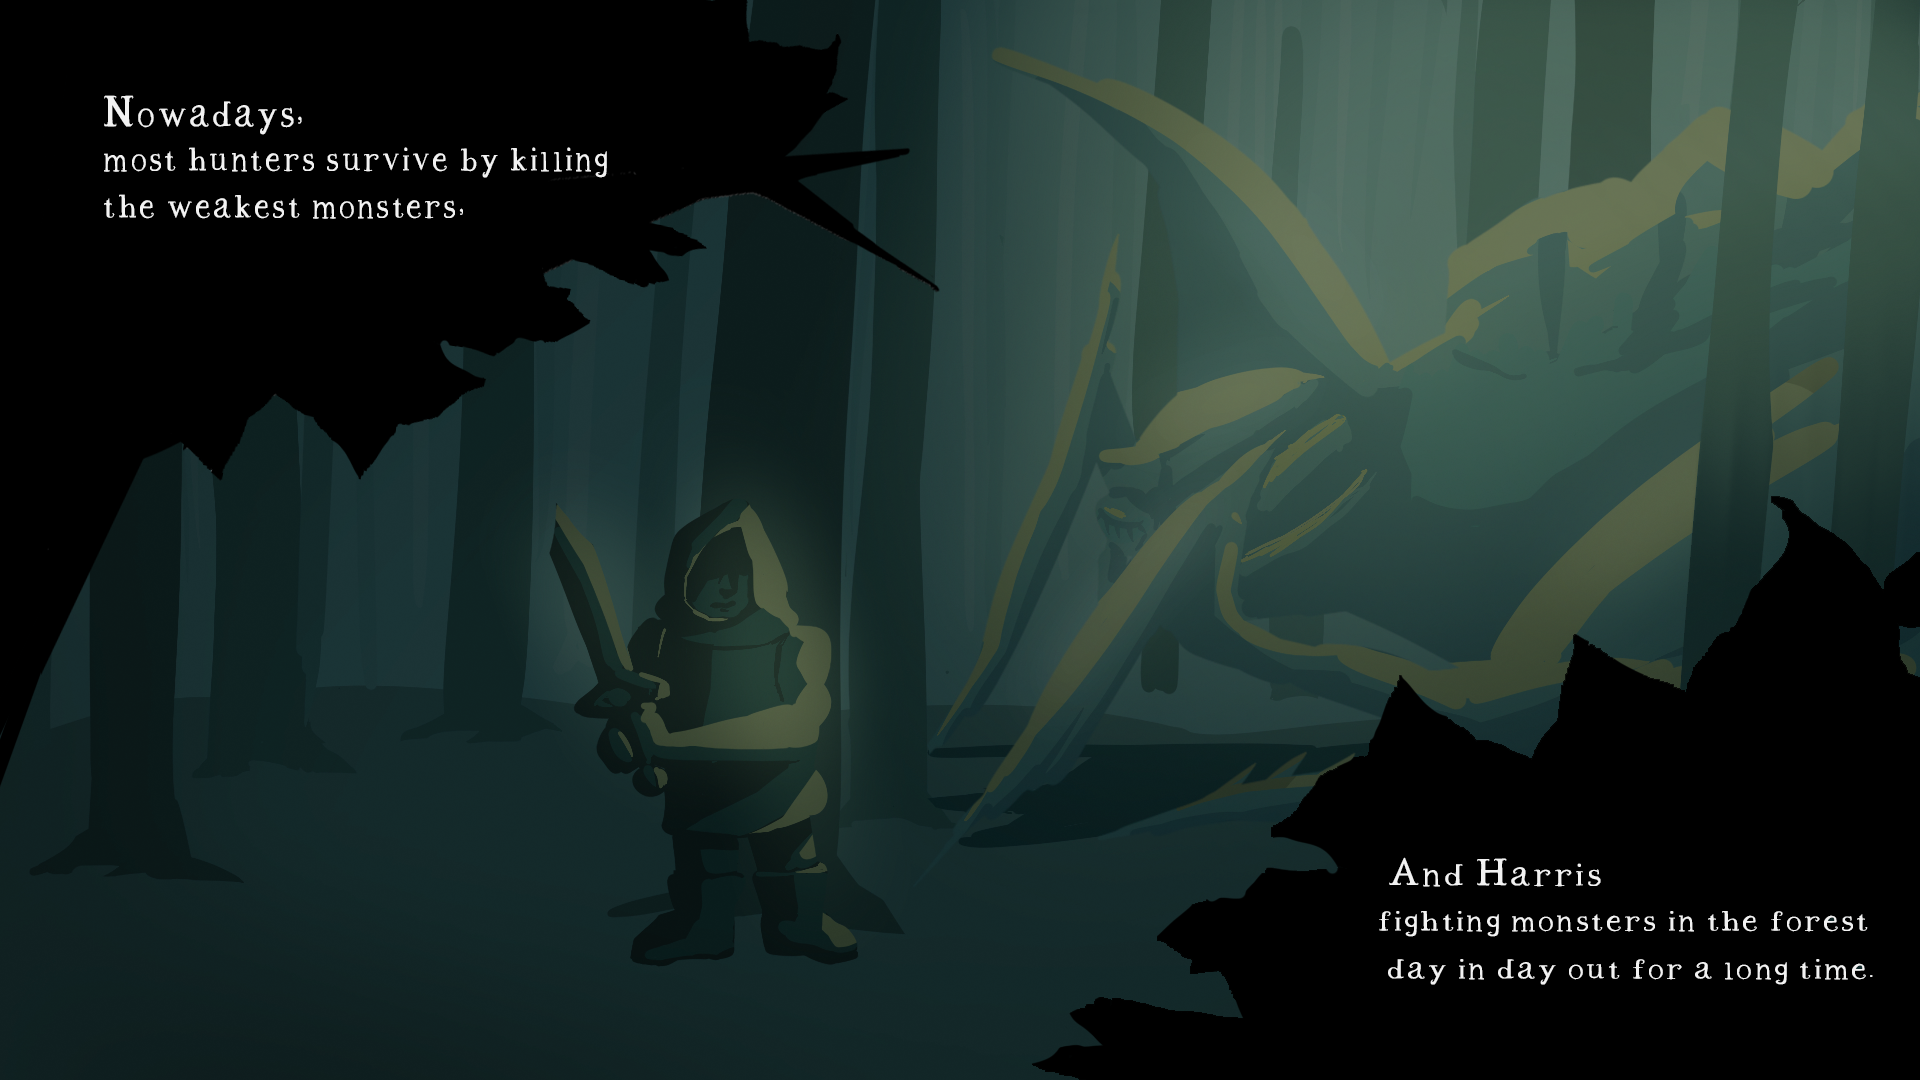 Nowadays,
most hunters survive by killing
the weakest monsters,
And Harris
fighting monsters in the forest
day in day out for a long time.